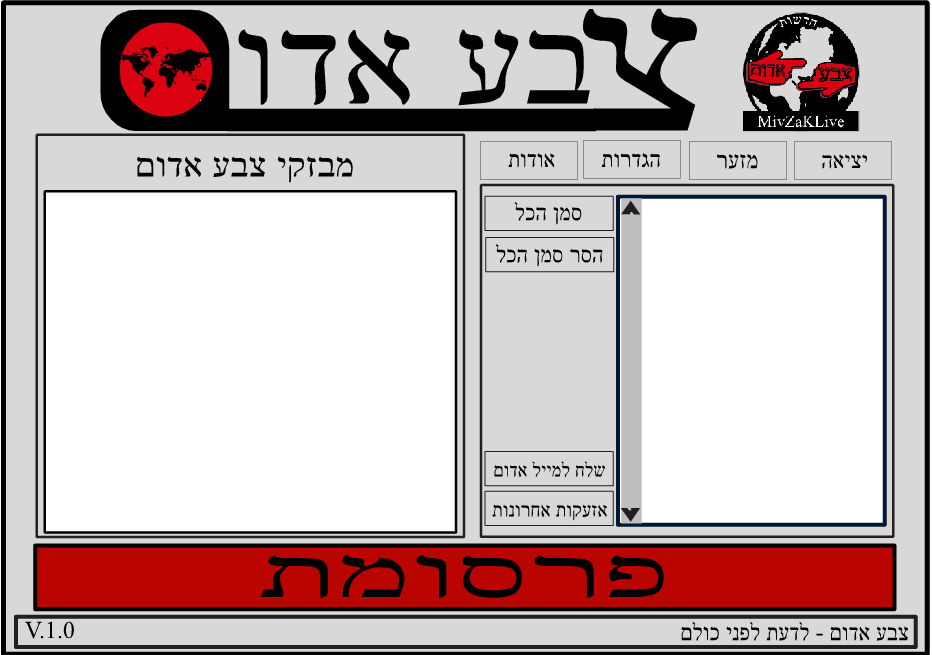 צבע אדום
חדשות
צבע אדום
MivZaKLive
יציאה
מזער
הגדרות
אודות
סמן הכל
הסר סמן הכל
שלח למייל אדום
אזעקות אחרונות
מבזקי צבע אדום
פרסומת
צבע אדום - לדעת לפני כולם
V.1.0